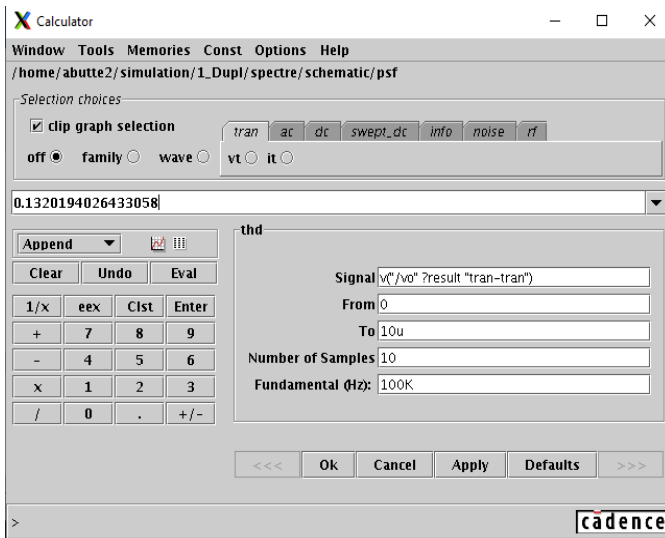 Calculator
Window Tools Memories Const Options Help
/home/abutte2/simulation/1_Dupl/spectre/schematic/psf
Selection choices
clip graph selection
tran ac dc swept_dc info noise rf
off family wave vt it
0.1320194026433058
Append
Clear Undo Eval
1/x eex Clst Enter
+ 7 8 9
- 4 5 6
x 1 2 3
/ 0 . +/-
thd
Signal v("/vo" ?result "tran-tran")
From 0
To 10u
Number of Samples 10
Fundamental (Hz): 100K
<<< Ok Cancel Apply Defaults >>>
>
cādence